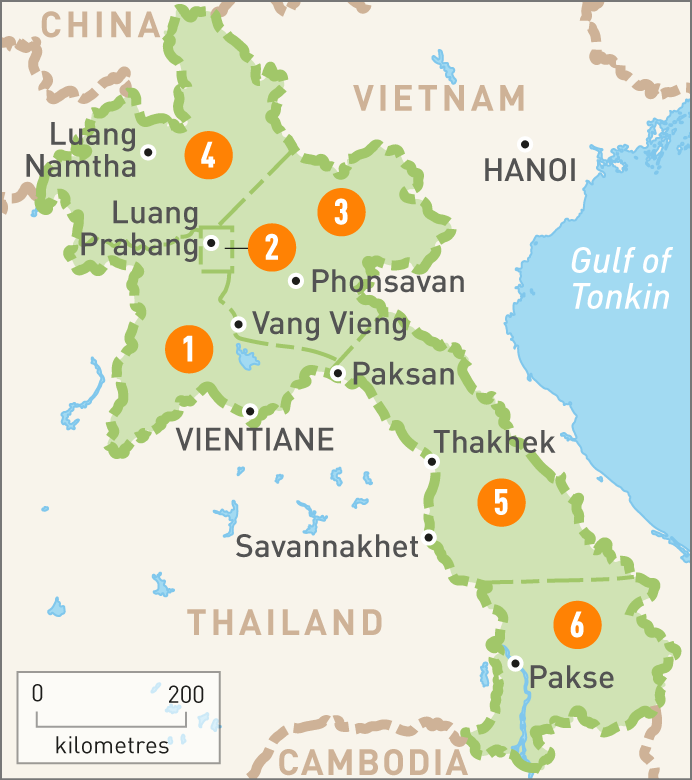 CHINA
VIETNAM
Luang
Namtha
4
HANOI
Luang
Prabang
3
2
Gulf of
Tonkin
Phonsavan
Vang Vieng
1
Paksan
VIENTIANE
Thakhek
5
Savannakhet
THAILAND
6
Pakse
0 200
kilometres
CAMBODIA